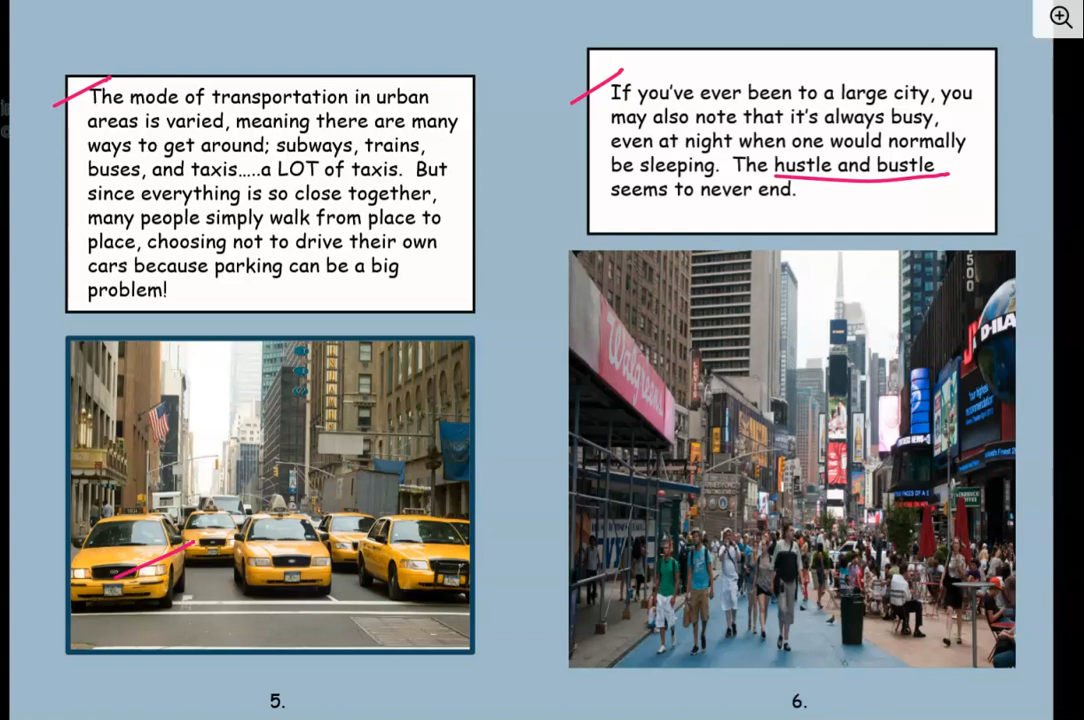 The mode of transportation in urban
areas is varied, meaning there are many
ways to get around; subways, trains,
buses, and taxis.....a LOT of taxis. But
since everything is so close together,
many people simply walk from place to
place, choosing not to drive their own
cars because parking can be a big
problem!
5.
If you've ever been to a large city, you
may also note that it's always busy,
even at night when one would normally
be sleeping. The hustle and bustle
seems to never end.
1500
Walgreens
D-ILA
6.